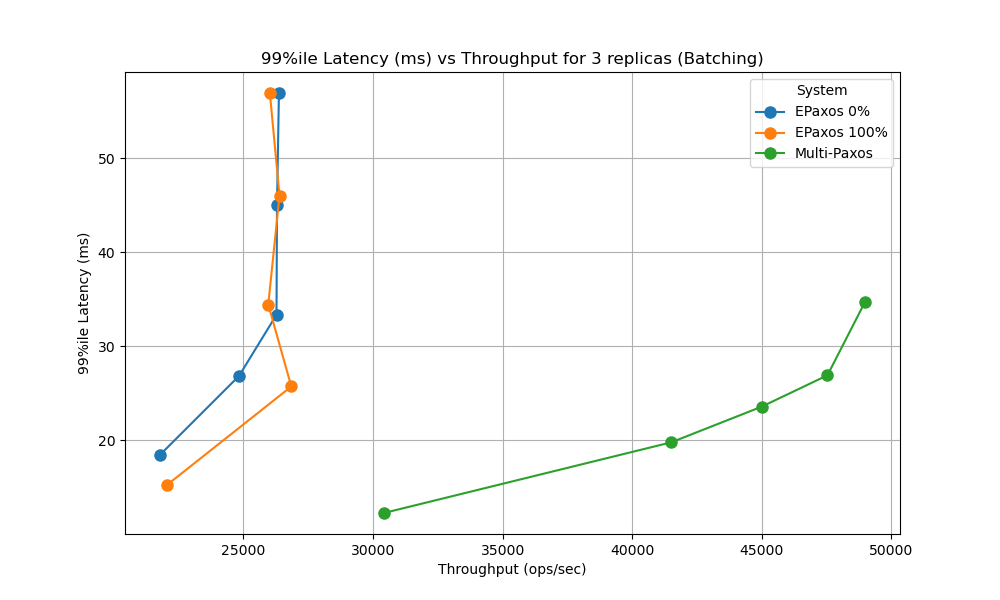 99%ile Latency (ms) vs Throughput for 3 replicas (Batching)
System
EPaxos 0%
EPaxos 100%
Multi-Paxos
99%ile Latency (ms)
50
40
30
20
25000 30000 35000 40000 45000 50000
Throughput (ops/sec)